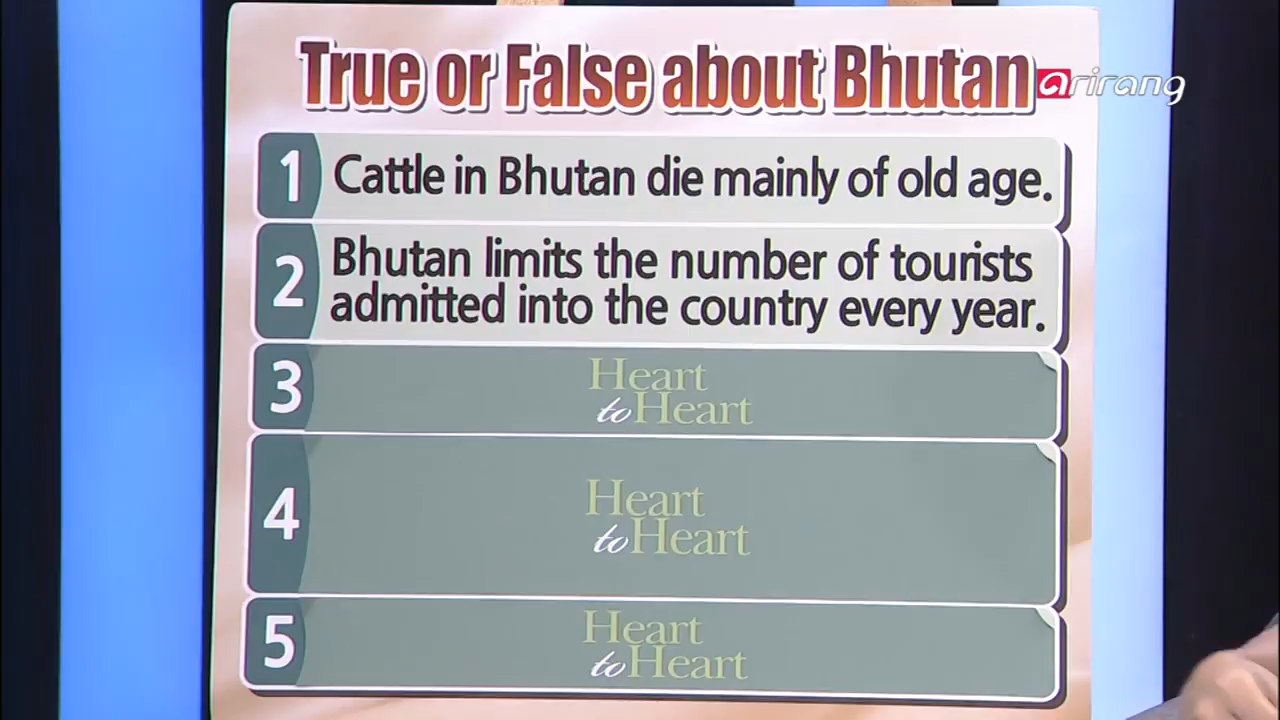 True or False about Bhutan
arirang
1
Cattle in Bhutan die mainly of old age.
2
Bhutan limits the number of tourists
admitted into the country every year.
3
Heart
to Heart
4
Heart
to Heart
5
Heart
to Heart